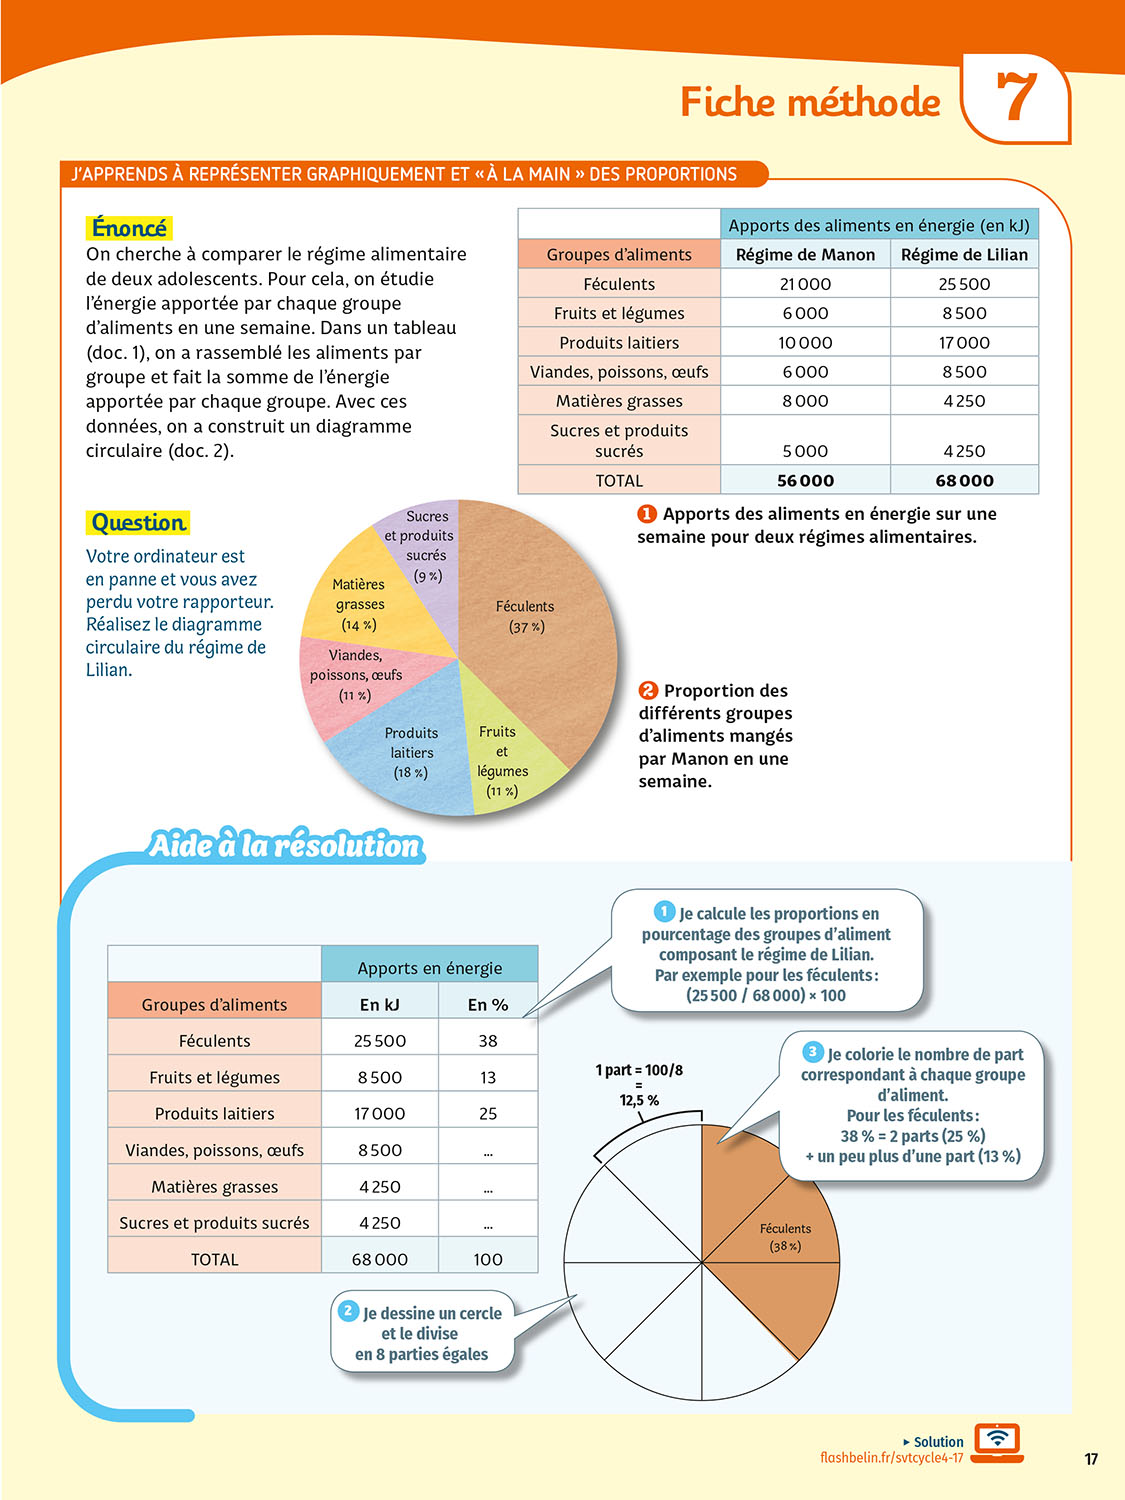 Fiche méthode
7
J’APPRENDS À REPRÉSENTER GRAPHIQUEMENT ET « À LA MAIN » DES PROPORTIONS
Énoncé
On cherche à comparer le régime alimentaire
de deux adolescents. Pour cela, on étudie
l’énergie apportée par chaque groupe
d’aliments en une semaine. Dans un tableau
(doc. 1), on a rassemblé les aliments par
groupe et fait la somme de l’énergie
apportée par chaque groupe. Avec ces
données, on a construit un diagramme
circulaire (doc. 2).
Apports des aliments en énergie (en kJ)
Groupes d’aliments Régime de Manon Régime de Lilian
Féculents 21 000 25 500
Fruits et légumes 6 000 8 500
Produits laitiers 10 000 17 000
Viandes, poissons, œufs 6 000 8 500
Matières grasses 8 000 4 250
Sucres et produits
sucrés 5 000 4 250
TOTAL 56 000 68 000
1 Apports des aliments en énergie sur une
semaine pour deux régimes alimentaires.
Question
Votre ordinateur est
en panne et vous avez
perdu votre rapporteur.
Réalisez le diagramme
circulaire du régime de
Lilian.
Sucres
et produits
sucrés
(9 %)
Matières
grasses
(14 %)
Viandes,
poissons, œufs
(11 %)
Produits
laitiers
(18 %)
Fruits
et
légumes
(11 %)
Féculents
(37 %)
2 Proportion des
différents groupes
d’aliments mangés
par Manon en une
semaine.
Aide à la résolution
Apports en énergie
Groupes d’aliments En kJ En %
Féculents 25 500 38
Fruits et légumes 8 500 13
Produits laitiers 17 000 25
Viandes, poissons, œufs 8 500 ...
Matières grasses 4 250 ...
Sucres et produits sucrés 4 250 ...
TOTAL 68 000 100
1 Je calcule les proportions en
pourcentage des groupes d’aliment
composant le régime de Lilian.
Par exemple pour les féculents :
(25 500 / 68 000) × 100
2 Je dessine un cercle
et le divise
en 8 parties égales
1 part = 100/8
=
12,5 %
3 Je colorie le nombre de part
correspondant à chaque groupe
d’aliment.
Pour les féculents :
38 % = 2 parts (25 %)
+ un peu plus d’une part (13 %)
Féculents
(38 %)
▸ Solution
flashbelin.fr/svtcycle4-17
17